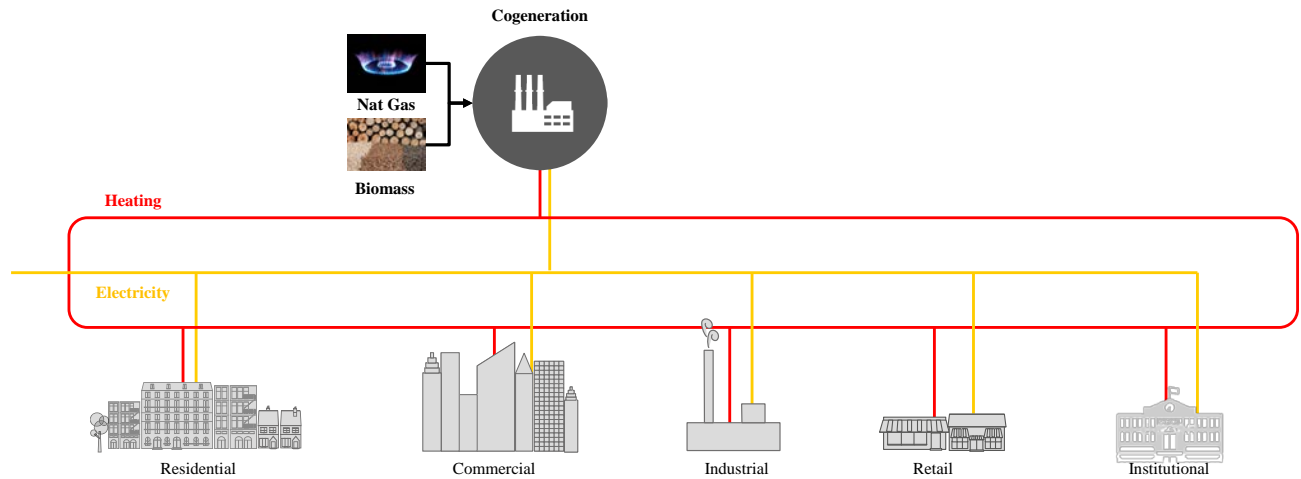 Cogeneration
Nat Gas
Biomass
Heating
Electricity
Residential
Commercial
Industrial
Retail
Institutional